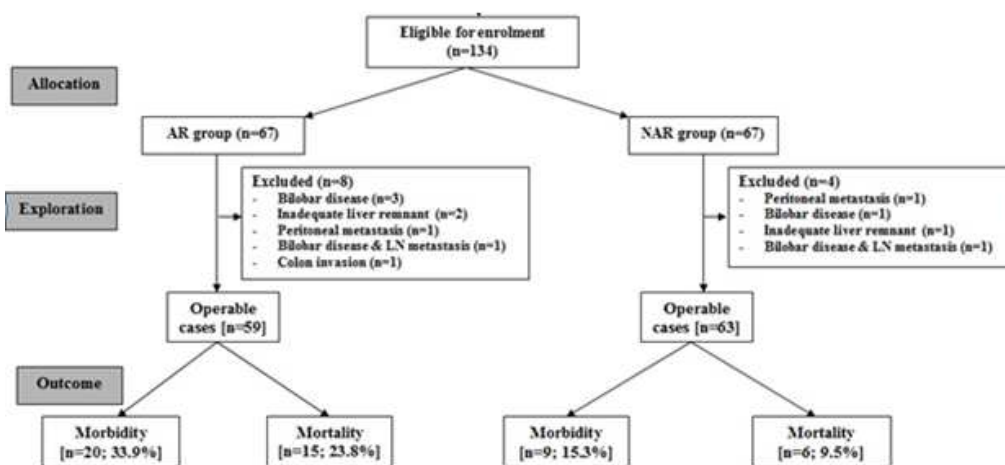 Eligible for enrolment
(n=134)
Allocation
AR group (n=67)
NAR group (n=67)
Exploration
Excluded (n=8)
- Bilobar disease (n=3)
- Inadequate liver remnant (n=2)
- Peritoneal metastasis (n=1)
- Bilobar disease & LN metastasis (n=1)
- Colon invasion (n=1)
Excluded (n=4)
- Peritoneal metastasis (n=1)
- Bilobar disease (n=1)
- Inadequate liver remnant (n=1)
- Bilobar disease & LN metastasis (n=1)
Operable
cases [n=59]
Operable
cases [n=63]
Outcome
Morbidity
[n=20; 33.9%]
Mortality
[n=15; 23.8%]
Morbidity
[n=9; 15.3%]
Mortality
[n=6; 9.5%]